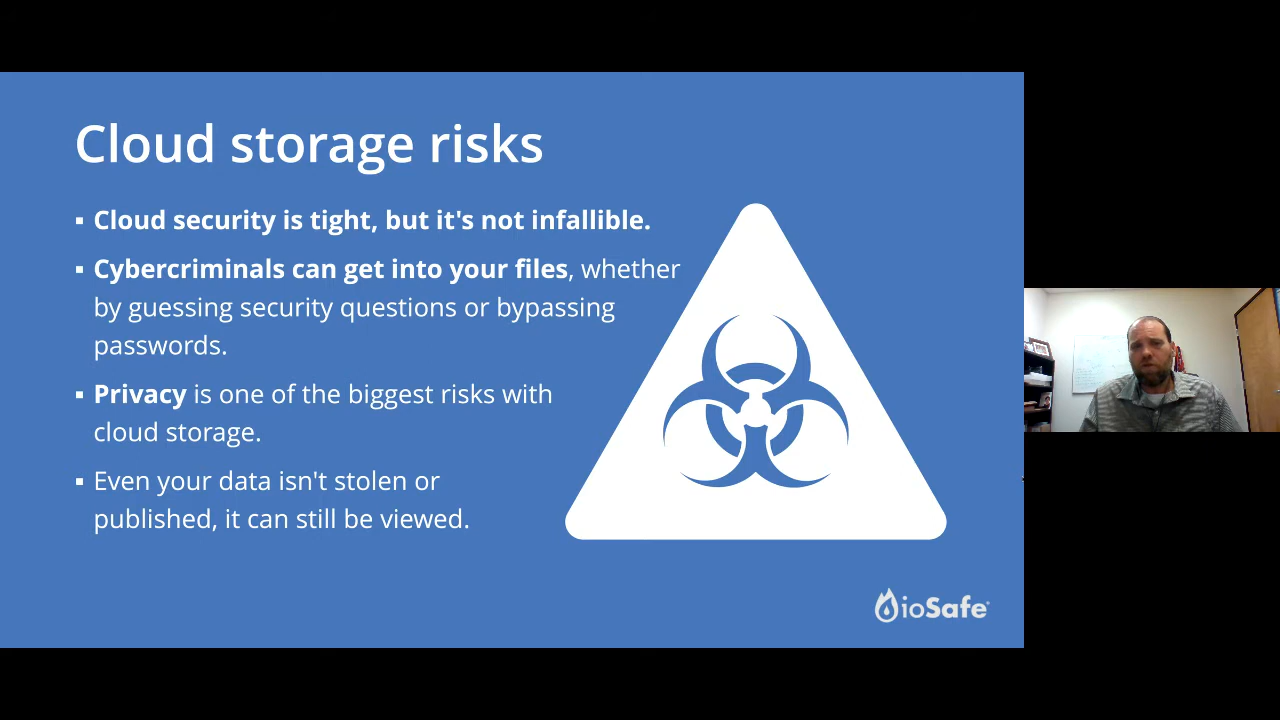 Cloud storage risks
▪ Cloud security is tight, but it's not infallible.
▪ Cybercriminals can get into your files, whether
by guessing security questions or bypassing
passwords.
▪ Privacy is one of the biggest risks with
cloud storage.
▪ Even your data isn't stolen or
published, it can still be viewed.
ioSafe